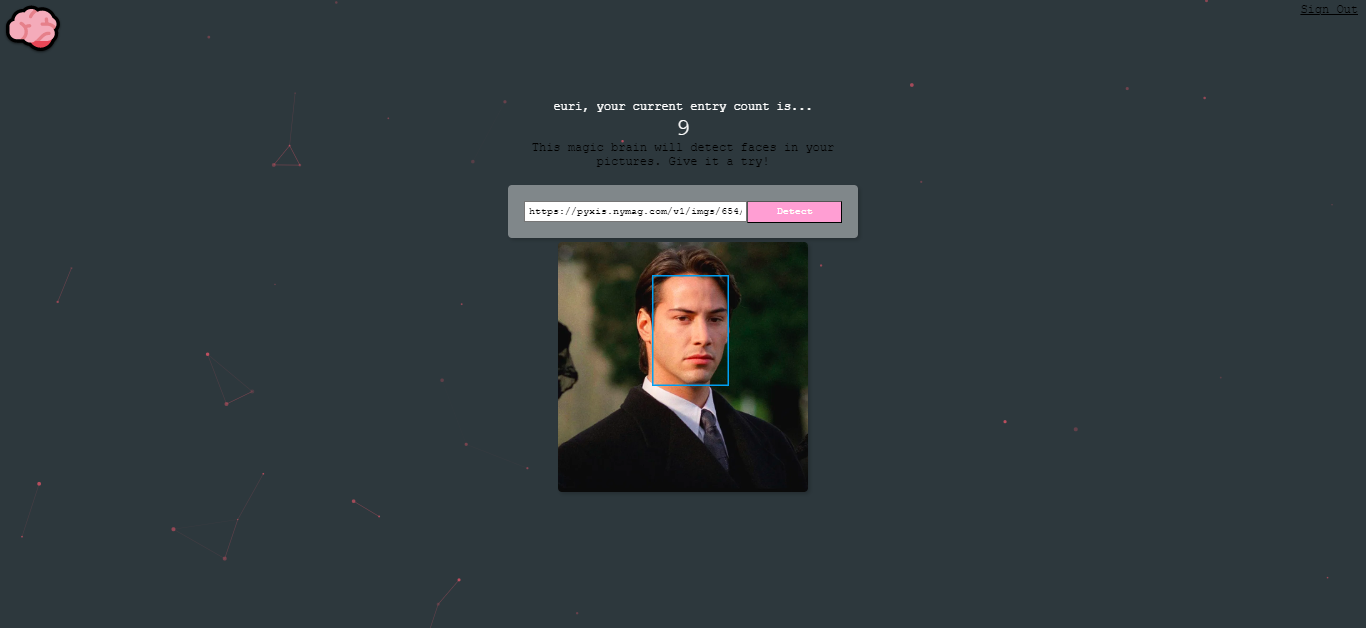 Sign Out
euri, your current entry count is...
9
This magic brain will detect faces in your
pictures. Give it a try!
https://pyxis.nymag.com/v1/imgs/654/
Detect